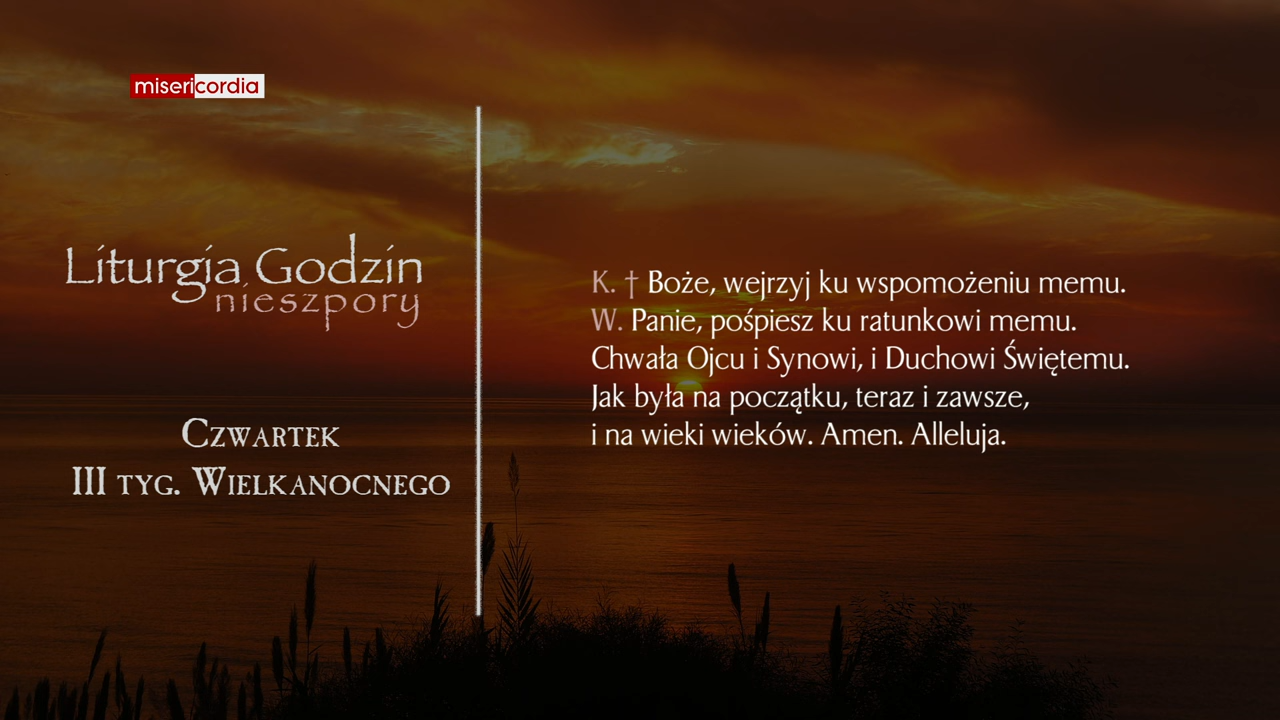 misericordia
Liturgia Godzin
nieszpory
Czwartek
III tyg. Wielkanocnego
K. † Boże, wejrzyj ku wspomożeniu memu.
W. Panie, pośpiesz ku ratunkowi memu.
Chwała Ojcu i Synowi, i Duchowi Świętemu.
Jak była na początku, teraz i zawsze,
i na wieki wieków. Amen. Alleluja.